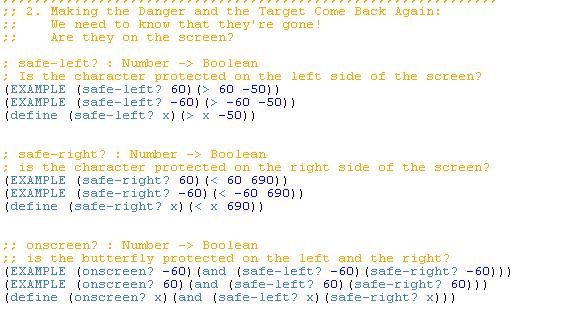 ;; 2. Making the Danger and the Target Come Back Again:
;; We need to know that they're gone!
;; Are they on the screen?
; safe-left? : Number -> Boolean
; Is the character protected on the left side of the screen?
(EXAMPLE (safe-left? 60)(> 60 -50))
(EXAMPLE (safe-left? -60)(> -60 -50))
(define (safe-left? x)(> x -50))
; safe-right? : Number -> Boolean
; is the character protected on the right side of the screen?
(EXAMPLE (safe-right? 60)(< 60 690))
(EXAMPLE (safe-right? -60)(< -60 690))
(define (safe-right? x)(< x 690))
;; onscreen? : Number -> Boolean
;; is the butterfly protected on the left and the right?
(EXAMPLE (onscreen? -60)(and (safe-left? -60)(safe-right? -60)))
(EXAMPLE (onscreen? 60)(and (safe-left? 60)(safe-right? 60)))
(define (onscreen? x)(and (safe-left? x)(safe-right? x)))